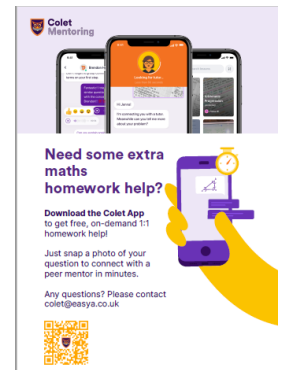 Colet
Mentoring
Need some extra
maths
homework help?
Download the Colet App
to get free, on-demand 1:1
homework help!
Just snap a photo of your
question to connect with a
peer mentor in minutes.
Any questions? Please contact
colet@easya.co.uk